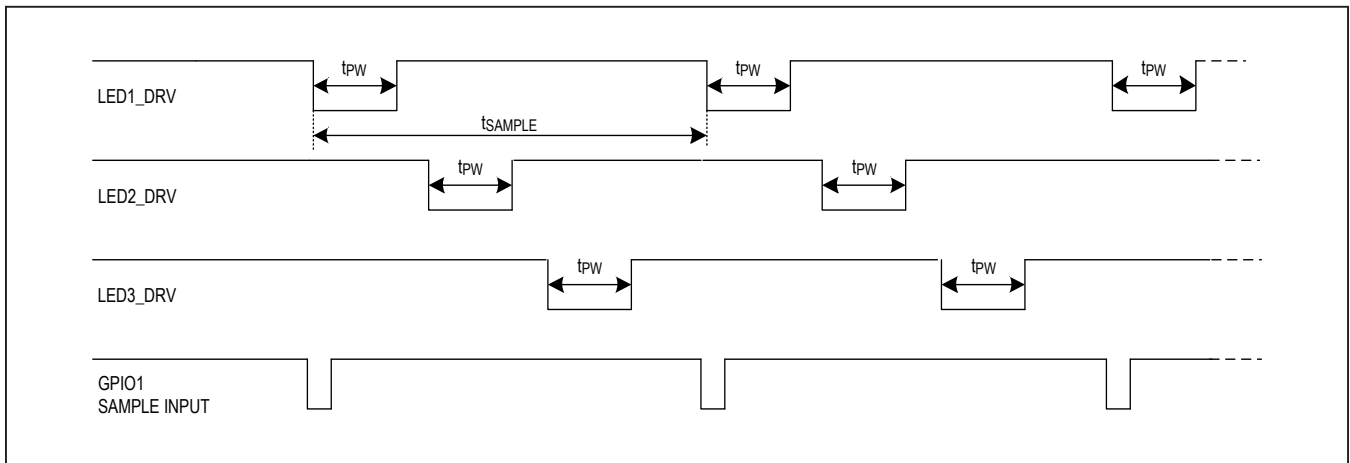 tPW tPW tPW
LED1_DRV
tSAMPLE
tPW tPW
LED2_DRV
tPW tPW
LED3_DRV
GPIO1
SAMPLE INPUT